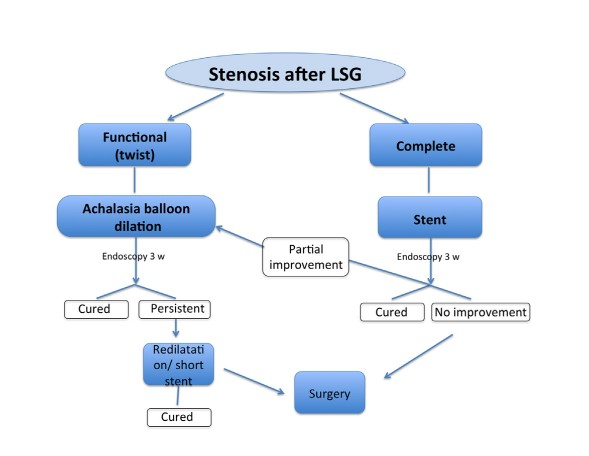 Stenosis after LSG
Functional
(twist)
Complete
Achalasia balloon
dilation
Stent
Endoscopy 3 w
Partial
improvement
Endoscopy 3 w
Cured
Persistent
Cured
No improvement
Redilatati
on/ short
stent
Surgery
Cured